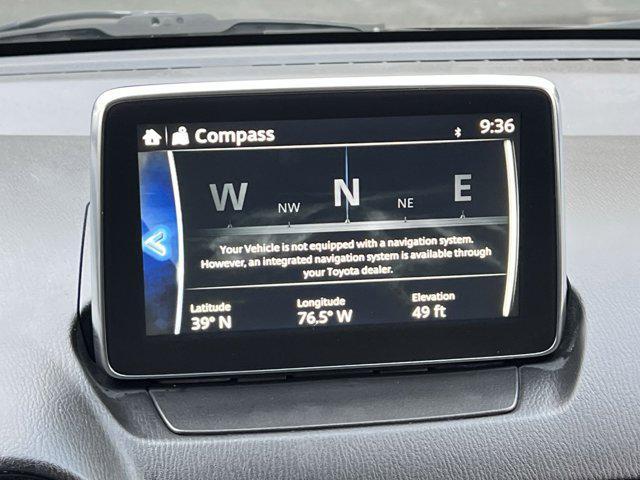 Compass
9:36
W NW N NE E
Your Vehicle is not equipped with a navigation system.
However, an integrated navigation system is available through
your Toyota dealer.
Latitude Longitude Elevation
39° N 76.5° W 49 ft